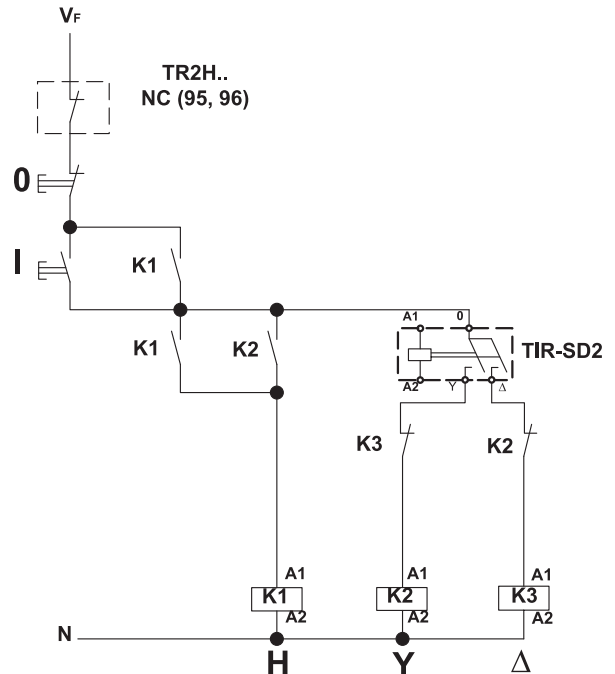 VF
TR2H..
NC (95, 96)
0
I
K1
K1
K2
A1
0
TIR-SD2
A2
Y
Δ
K3
K2
A1
A1
A1
K1
K2
K3
A2
A2
A2
N
H
Y
Δ